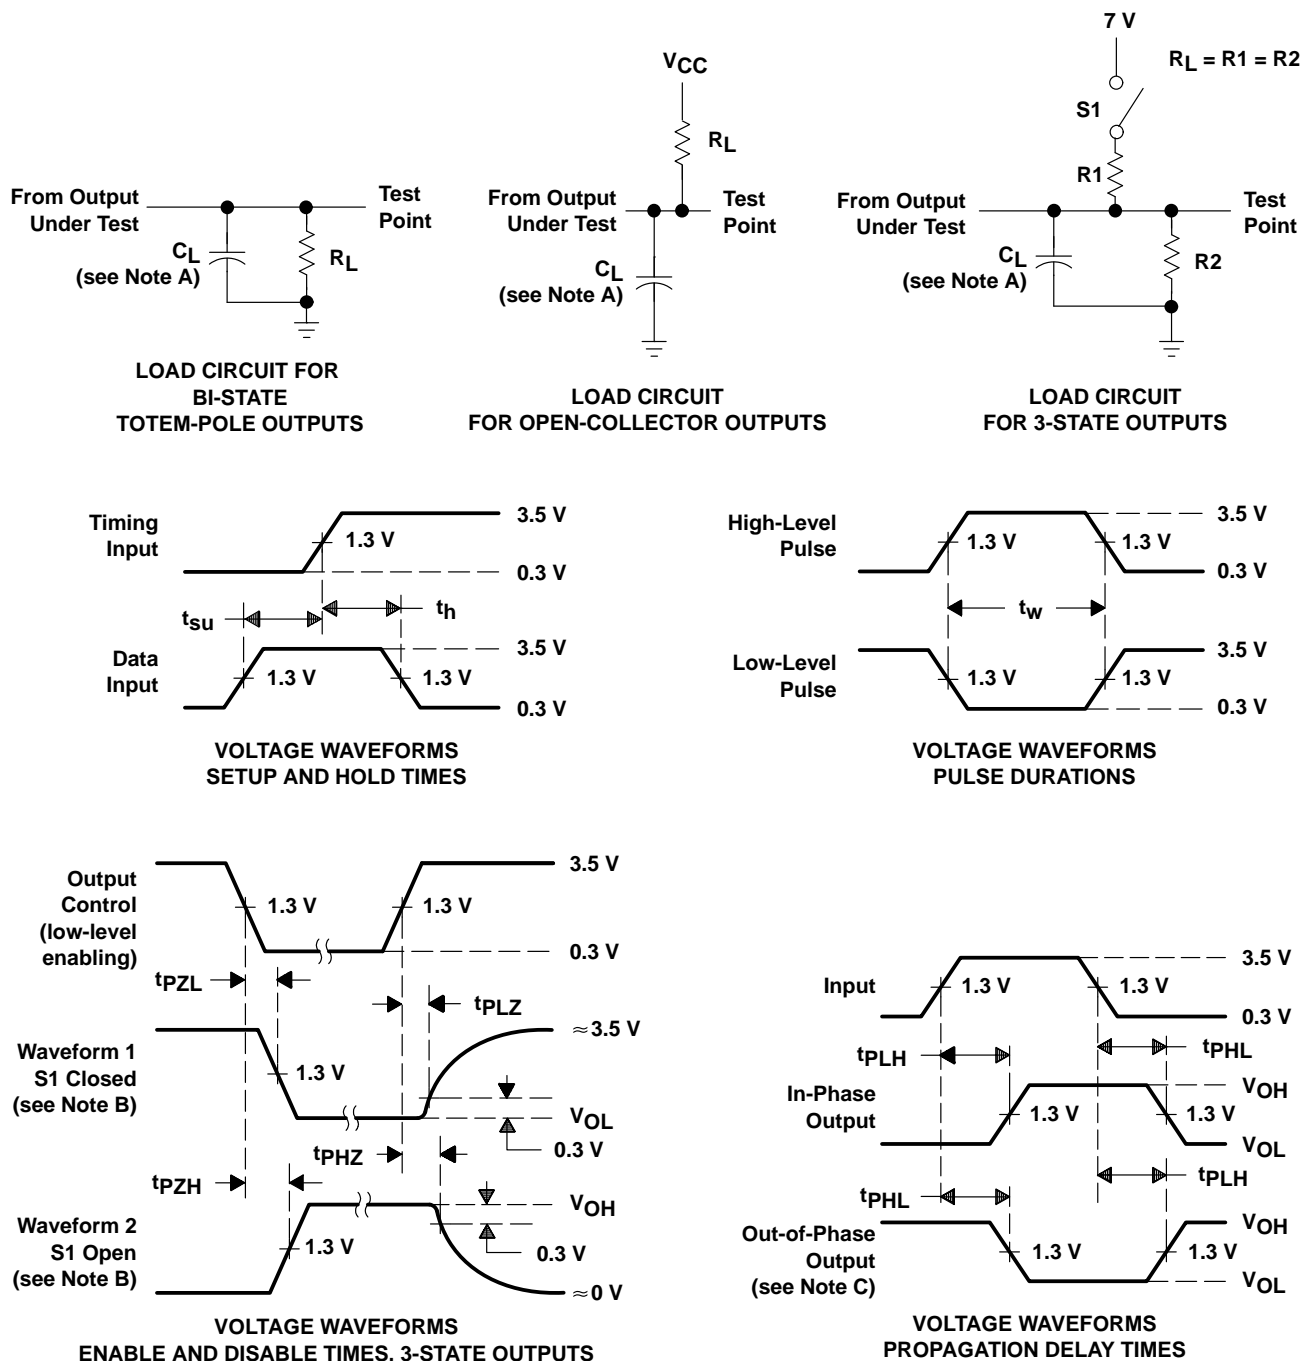 7 V
RL = R1 = R2
S1
R1
From Output
Under Test
Test
Point
CL
(see Note A)
R2
LOAD CIRCUIT
FOR 3-STATE OUTPUTS
VCC
RL
From Output
Under Test
Test
Point
CL
(see Note A)
LOAD CIRCUIT
FOR OPEN-COLLECTOR OUTPUTS
From Output
Under Test
Test
Point
CL
(see Note A)
RL
LOAD CIRCUIT FOR
BI-STATE
TOTEM-POLE OUTPUTS
Timing
Input
1.3 V
3.5 V
0.3 V
tsu
th
Data
Input
1.3 V
1.3 V
3.5 V
0.3 V
VOLTAGE WAVEFORMS
SETUP AND HOLD TIMES
High-Level
Pulse
1.3 V
1.3 V
3.5 V
0.3 V
tw
Low-Level
Pulse
1.3 V
1.3 V
3.5 V
0.3 V
VOLTAGE WAVEFORMS
PULSE DURATIONS
Output
Control
(low-level
enabling)
1.3 V
1.3 V
3.5 V
0.3 V
tPZL
tPLZ
Waveform 1
S1 Closed
(see Note B)
1.3 V
≈3.5 V
VOL
0.3 V
tPHZ
tPZH
Waveform 2
S1 Open
(see Note B)
1.3 V
VOH
0.3 V
≈0 V
VOLTAGE WAVEFORMS
ENABLE AND DISABLE TIMES, 3-STATE OUTPUTS
Input
1.3 V
1.3 V
3.5 V
0.3 V
tPLH
tPHL
In-Phase
Output
1.3 V
1.3 V
VOH
VOL
tPHL
tPLH
Out-of-Phase
Output
(see Note C)
1.3 V
1.3 V
VOH
VOL
VOLTAGE WAVEFORMS
PROPAGATION DELAY TIMES